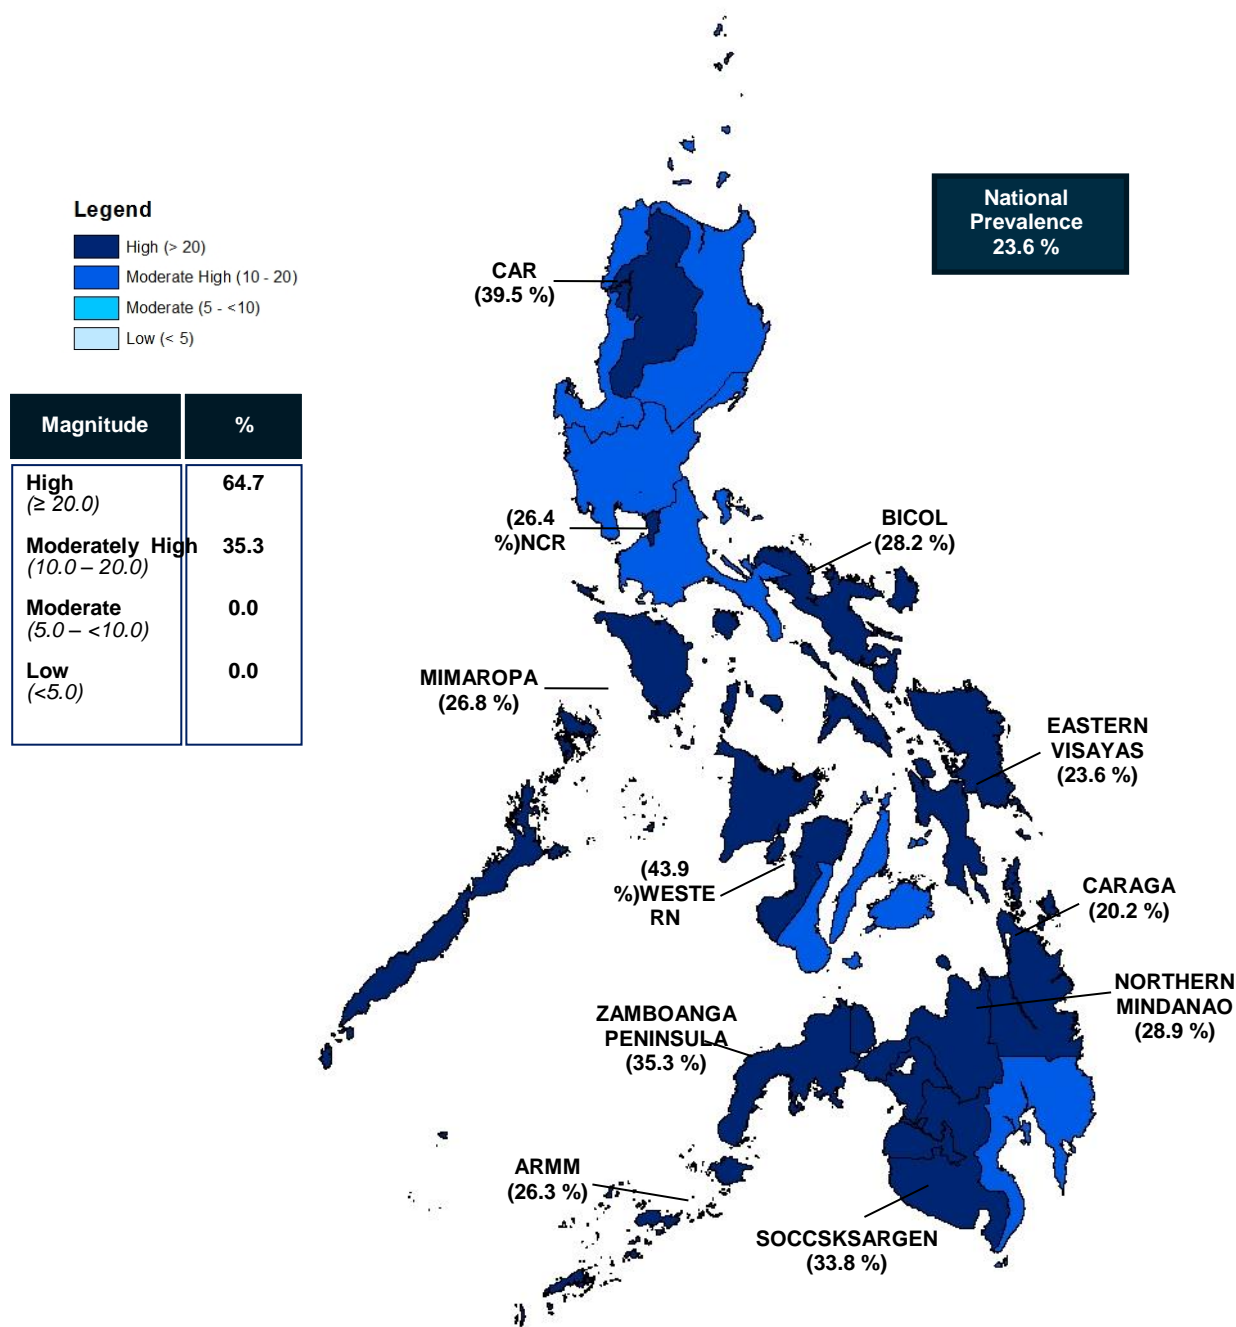 National
Prevalence
23.6 %
Legend
High (> 20)
Moderate High (10 - 20)
Moderate (5 - <10)
Low (< 5)
CAR
(39.5 %)
Magnitude %
High 64.7
(≥ 20.0)
Moderately High 35.3
(10.0 – 20.0)
Moderate 0.0
(5.0 – <10.0)
Low 0.0
(<5.0)
(26.4
%)NCR
BICOL
(28.2 %)
MIMAROPA
(26.8 %)
EASTERN
VISAYAS
(23.6 %)
(43.9
%)WESTE
RN
CARAGA
(20.2 %)
NORTHERN
MINDANAO
(28.9 %)
ZAMBOANGA
PENINSULA
(35.3 %)
ARMM
(26.3 %)
SOCCSKSARGEN
(33.8 %)